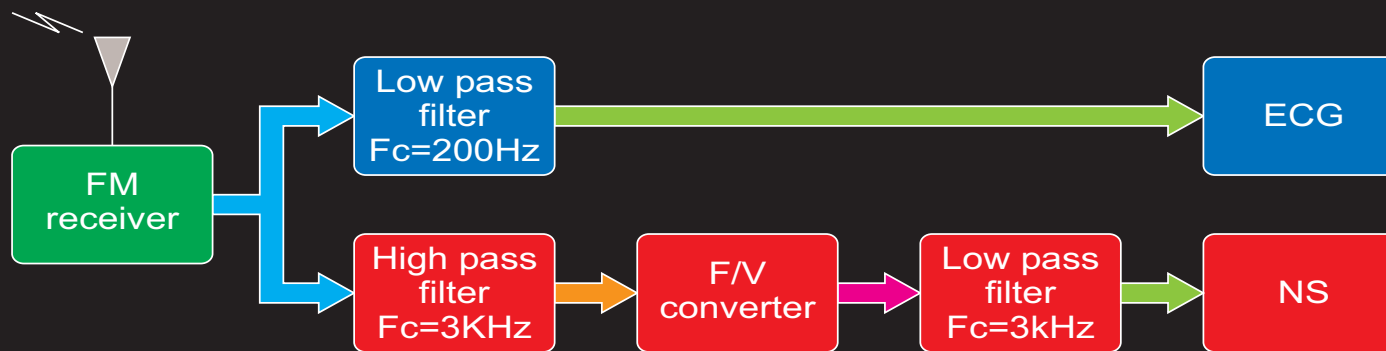 FM
receiver
Low pass
filter
Fc=200Hz
ECG
High pass
filter
Fc=3KHz
F/V
converter
Low pass
filter
Fc=3kHz
NS